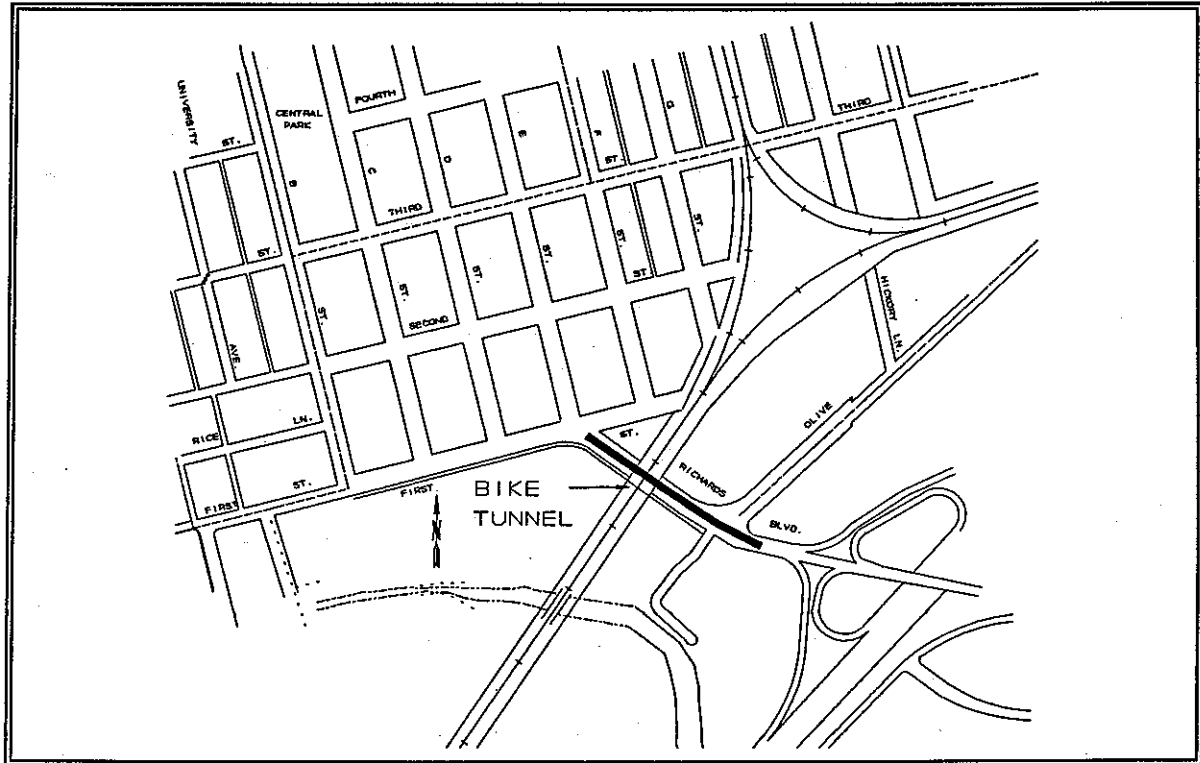 UNIVERSITY
ST.
CENTRAL
PARK
FOURTH
B
C
D
E
F
ST.
G
THIRD
THIRD
ST.
ST.
ST.
ST.
ST.
ST.
ST
ST.
SECOND
AVE.
HICKORY LN.
RICE
LN.
FIRST
ST.
FIRST
ST.
OLIVE
RICHARDS
BLVD.
BIKE
TUNNEL
N